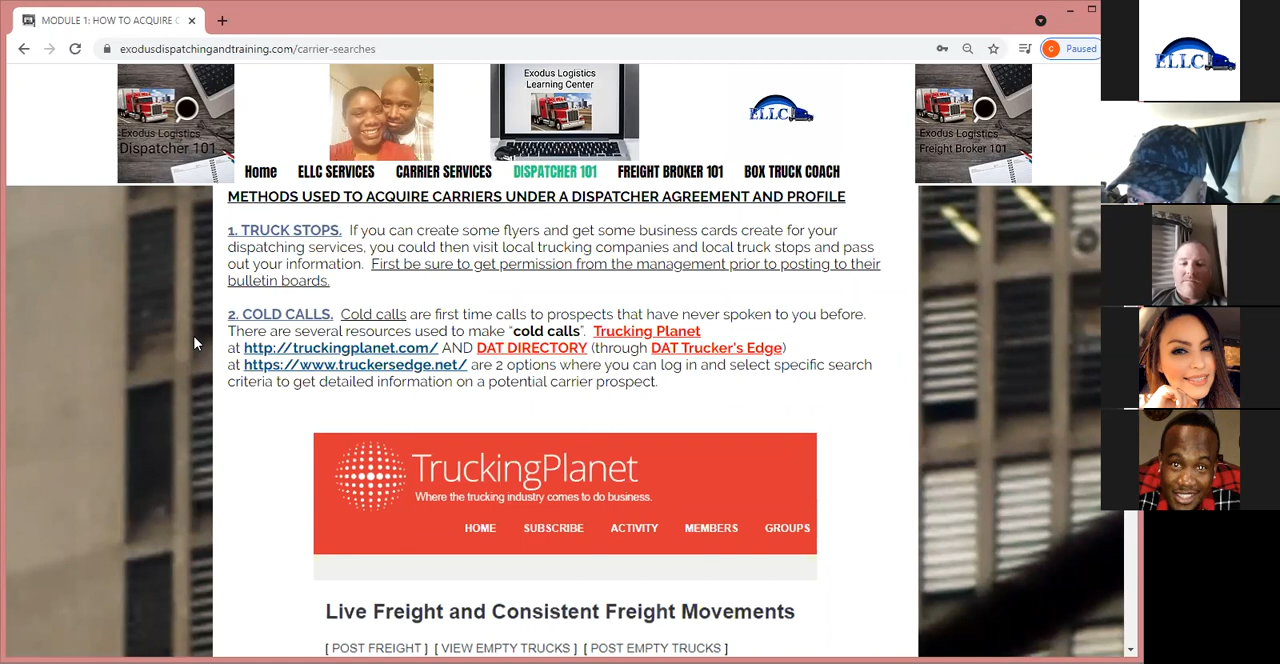 MODULE 1: HOW TO ACQUIRE C
exodusdispatchingandtraining.com/carrier-searches
C
Paused
Exodus Logistics
Dispatcher 101
Exodus Logistics
Learning Center
ELLC
Exodus Logistics
Freight Broker 101
ELLC
Home ELLC SERVICES CARRIER SERVICES DISPATCHER 101 FREIGHT BROKER 101 BOX TRUCK COACH
METHODS USED TO ACQUIRE CARRIERS UNDER A DISPATCHER AGREEMENT AND PROFILE
1. TRUCK STOPS. If you can create some flyers and get some business cards create for your
dispatching services, you could then visit local trucking companies and local truck stops and pass
out your information. First be sure to get permission from the management prior to posting to their
bulletin boards.
2. COLD CALLS. Cold calls are first time calls to prospects that have never spoken to you before.
There are several resources used to make "cold calls". Trucking Planet
at http://truckingplanet.com/ AND DAT DIRECTORY (through DAT Trucker's Edge)
at https://www.truckersedge.net/ are 2 options where you can log in and select specific search
criteria to get detailed information on a potential carrier prospect.
TruckingPlanet
Where the trucking industry comes to do business.
HOME SUBSCRIBE ACTIVITY MEMBERS GROUPS
Live Freight and Consistent Freight Movements
[ POST FREIGHT ] [ VIEW EMPTY TRUCKS ] [ POST EMPTY TRUCKS ]